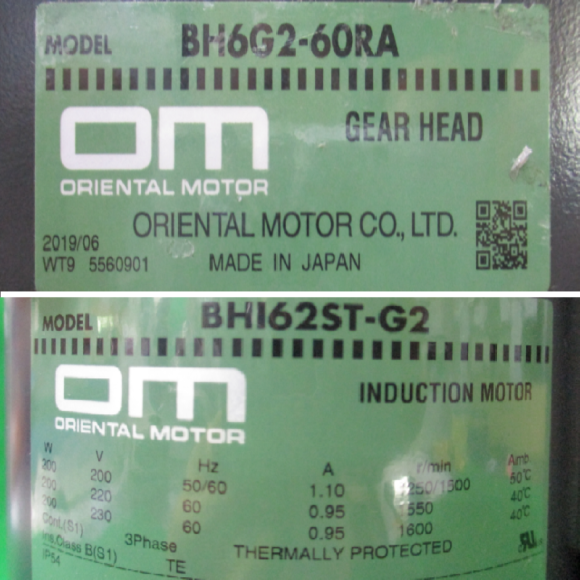 MODEL BH6G2-60RA
OM
GEAR HEAD
ORIENTAL MOTOR
ORIENTAL MOTOR CO., LTD.
2019/06
WT9 5560901 MADE IN JAPAN
MODEL BHI62ST-G2
OM
INDUCTION MOTOR
ORIENTAL MOTOR
W V Hz A r/min Amb
200 200 50/60 1.10 1250/1500 50°C
200 220 60 0.95 1550 40°C
200 230 60 0.95 1600 40°C
Cont.(S1) 3Phase THERMALLY PROTECTED
Ins.Class B(S1) TE
IP54